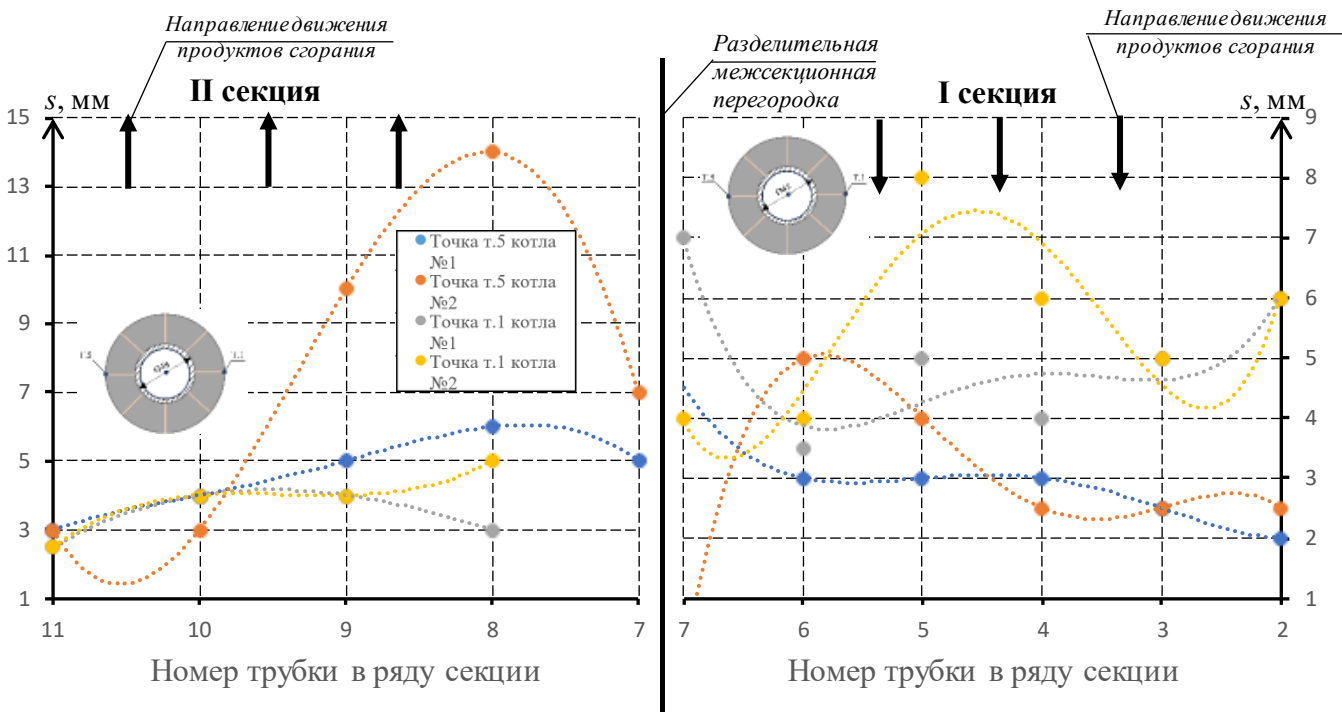 Направление движения
продуктов сгорания
II секция
s, мм
15
13
11
9
7
5
3
1
11
10
9
8
7
Номер трубки в ряду секции
Точка т.5 котла
№1
Точка т.5 котла
№2
Точка т.1 котла
№1
Точка т.1 котла
№2
т.5
т.1
Разделительная
межсекционная
перегородка
Направление движения
продуктов сгорания
I секция
s, мм
т.1
9
8
7
6
5
4
3
2
1
7
6
5
4
3
2
Номер трубки в ряду секции